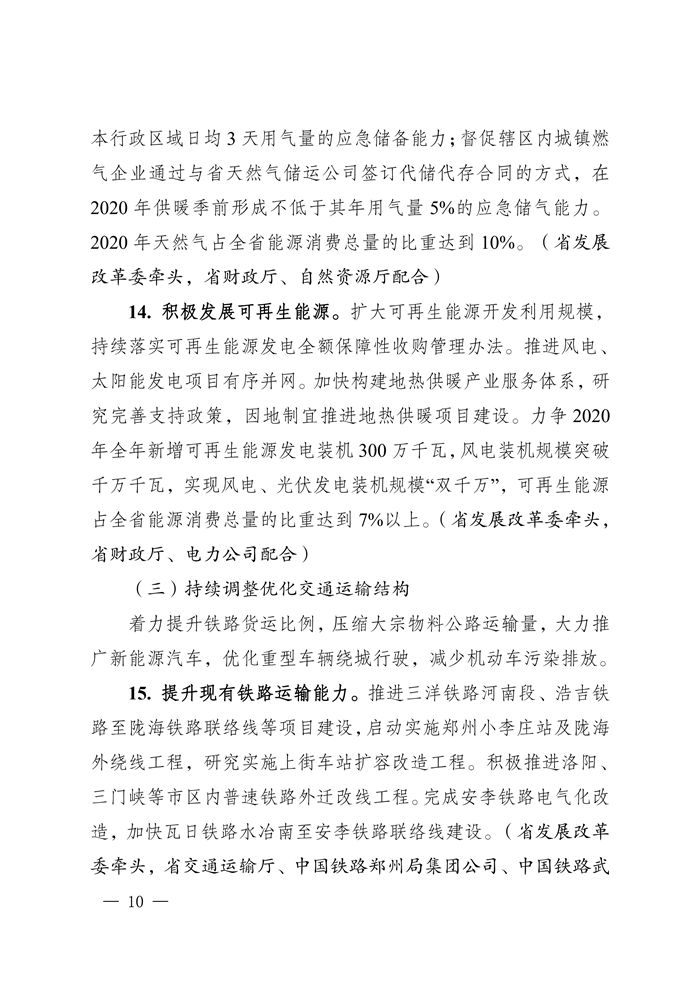 本行政区域日均 3 天用气量的应急储备能力；督促辖区内城镇燃
气企业通过与省天然气储运公司签订代储代存合同的方式，在
2020 年供暖季前形成不低于其年用气量 5%的应急储气能力。
2020 年天然气占全省能源消费总量的比重达到 10%。（省发展
改革委牵头，省财政厅、自然资源厅配合）
14. 积极发展可再生能源。扩大可再生能源开发利用规模，
持续落实可再生能源发电全额保障性收购管理办法。推进风电、
太阳能发电项目有序并网。加快构建地热供暖产业服务体系，研
究完善支持政策，因地制宜推进地热供暖项目建设。力争 2020
年全年新增可再生能源发电装机 300 万千瓦，风电装机规模突破
千万千瓦，实现风电、光伏发电装机规模“双千万”，可再生能源
占全省能源消费总量的比重达到 7%以上。（省发展改革委牵头，
省财政厅、电力公司配合）
（三）持续调整优化交通运输结构
着力提升铁路货运比例，压缩大宗物料公路运输量，大力推
广新能源汽车，优化重型车辆绕城行驶，减少机动车污染排放。
15. 提升现有铁路运输能力。推进三洋铁路河南段、浩吉铁
路至陇海铁路联络线等项目建设，启动实施郑州小李庄站及陇海
外绕线工程，研究实施上街车站扩容改造工程。积极推进洛阳、
三门峡等市区内普速铁路外迁改线工程。完成安李铁路电气化改
造，加快瓦日铁路水冶南至安李铁路联络线建设。（省发展改革
委牵头，省交通运输厅、中国铁路郑州局集团公司、中国铁路武
— 10 —